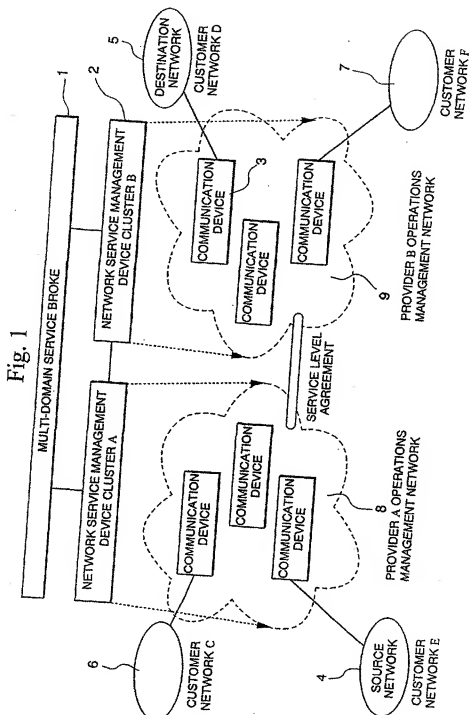 Fig. 1
MULTI-DOMAIN SERVICE BROKE
1
NETWORK SERVICE MANAGEMENT
DEVICE CLUSTER A
NETWORK SERVICE MANAGEMENT
DEVICE CLUSTER B
2
6
CUSTOMER NETWORK C
COMMUNICATION
DEVICE
COMMUNICATION
DEVICE
COMMUNICATION
DEVICE
4
SOURCE
NETWORK
CUSTOMER
NETWORK E
8
PROVIDER A OPERATIONS
MANAGEMENT NETWORK
SERVICE LEVEL
AGREEMENT
COMMUNICATION
DEVICE
3
COMMUNICATION
DEVICE
COMMUNICATION
DEVICE
5
DESTINATION
NETWORK
CUSTOMER
NETWORK D
9
PROVIDER B OPERATIONS
MANAGEMENT NETWORK
7
CUSTOMER
NETWORK F